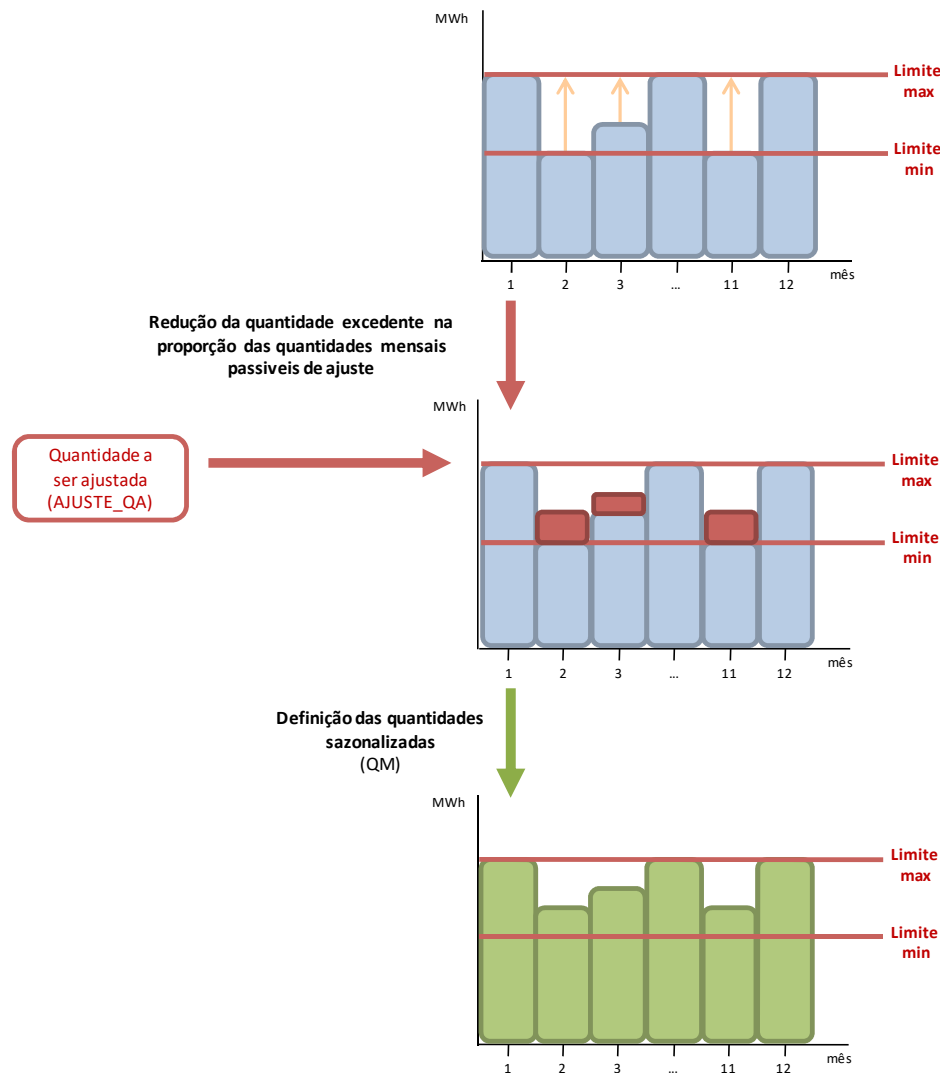 MWh
Limite
max
Limite
min
mês
1
2
3
...
11
12
Redução da quantidade excedente na
proporção das quantidades mensais
passiveis de ajuste
MWh
Quantidade a
ser ajustada
(AJUSTE_QA)
Limite
max
Limite
min
mês
1
2
3
...
11
12
Definição das quantidades
sazonalizadas
(QM)
MWh
Limite
max
Limite
min
mês
1
2
3
...
11
12